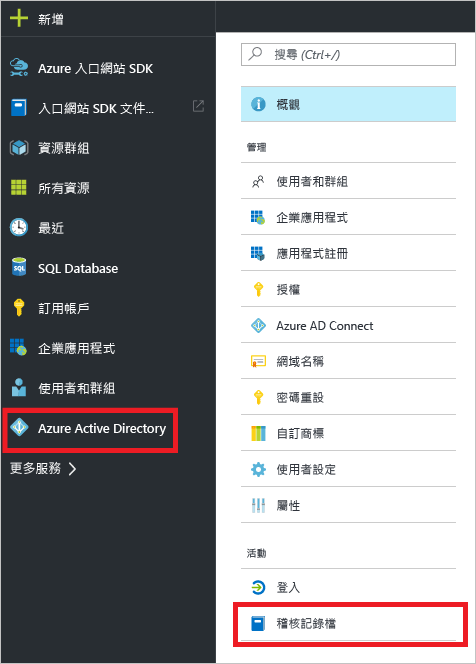 新增
Azure 入口網站 SDK
入口網站 SDK 文件...
資源群組
所有資源
最近
SQL Database
訂用帳戶
企業應用程式
使用者和群組
Azure Active Directory
更多服務
搜尋 (Ctrl+/)
概觀
管理
使用者和群組
企業應用程式
應用程式註冊
授權
Azure AD Connect
網域名稱
密碼重設
自訂商標
使用者設定
屬性
活動
登入
稽核記錄檔